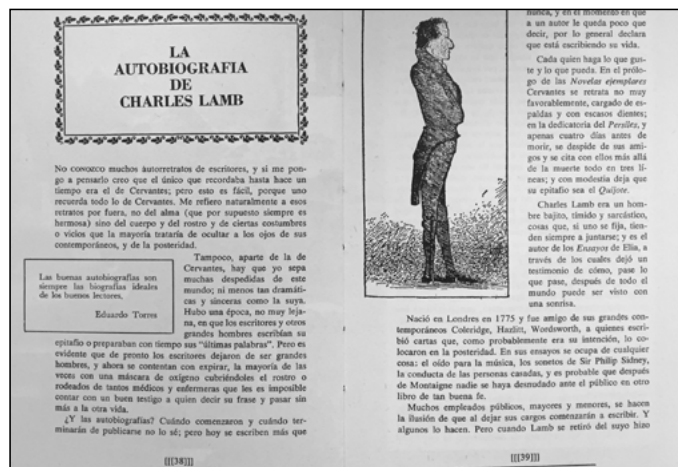 LA
AUTOBIOGRAFIA
DE
CHARLES LAMB
No conozco muchos autorretratos de escritores, y si me pon-
go a pensarlo creo que el único que recordaba hasta hace un
tiempo era el de Cervantes; pero esto es fácil, porque uno
recuerda todo lo de Cervantes. Me refiero naturalmente a esos
retratos por fuera, no del alma (que por supuesto siempre es
hermosa) sino del cuerpo y del rostro y de ciertas costumbres
o vicios que la mayoría trataría de ocultar a los ojos de sus
contemporáneos, y de la posteridad.
Tampoco, aparte de la de
Cervantes, hay que yo sepa
muchas despedidas de este
mundo; ni menos tan dramáti-
cas y sinceras como la suya.
Hubo una época, no muy leja-
na, en que los escritores y otros
grandes hombres escribían su
Las buenas autobiografías son
siempre las biografías ideales
de los buenos lectores.
Eduardo Torres
epitafio o preparaban con tiempo sus "últimas palabras". Pero es
evidente que de pronto los escritores dejaron de ser grandes
hombres, y ahora se contentan con expirar, la mayoría de las
veces con una máscara de oxígeno cubriéndoles el rostro o
rodeados de tantos médicos y enfermeras que les es imposible
contar con un buen testigo a quien decir su frase y pasar sin
más a la otra vida.
¿Y las autobiografías? Cuándo comenzaron y cuándo ter-
minarán de publicarse no lo sé; pero hoy se escriben más que
[[[38]]]
nunca, y en el momento en que
a un autor le queda poco que
decir, por lo general declara
que está escribiendo su vida.
Cada quien haga lo que gus-
te y lo que pueda. En el prólo-
go de las Novelas ejemplares
Cervantes se retrata no muy
favorablemente, cargado de es-
paldas y con escasos dientes;
en la dedicatoria del Persiles, y
apenas cuatro días antes de
morir, se despide de sus ami-
gos y se cita con ellos más allá
de la muerte todo en tres lí-
neas; y con modestia deja que
su epitafio sea el Quijote.
Charles Lamb era un hom-
bre bajito, tímido y sarcástico,
cosas que, si uno se fija, tien-
den siempre a juntarse; y es el
autor de los Ensayos de Elia, a
través de los cuales dejó un
testimonio de cómo, pase lo
que pase, después de todo el
mundo puede ser visto con
una sonrisa.
Nació en Londres en 1775 y fue amigo de sus grandes con-
temporáneos Coleridge, Hazlitt, Wordsworth, a quienes escri-
bió cartas que, como probablemente era su intención, lo co-
locaron en la posteridad. En sus ensayos se ocupa de cualquier
cosa: el oído para la música, los sonetos de Sir Philip Sidney,
la conducta de las personas casadas, y es probable que después
de Montaigne nadie se haya desnudado ante el público en otro
libro de tan buena fe.
Muchos empleados públicos, mayores y menores, se hacen
la ilusión de que al dejar sus cargos comenzarán a escribir. Y
algunos lo hacen. Pero cuando Lamb se retiró del suyo hizo
[[[39]]]